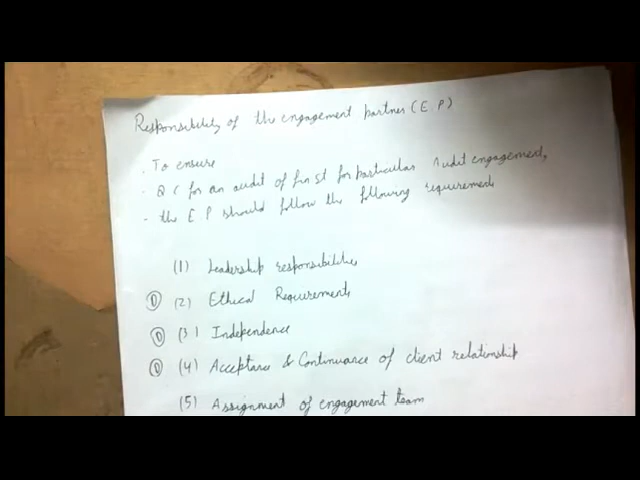 Responsibility of the engagement partner (E P)
. To ensure
. Q C for an audit of fin st for particular Audit engagement,
- the E P should follow the following requirements
(1) Leadership responsibilities
D (2) Ethical Requirements
D (3) Independence
D (4) Acceptance & Continuance of client relationship
(5) Assignment of engagement team